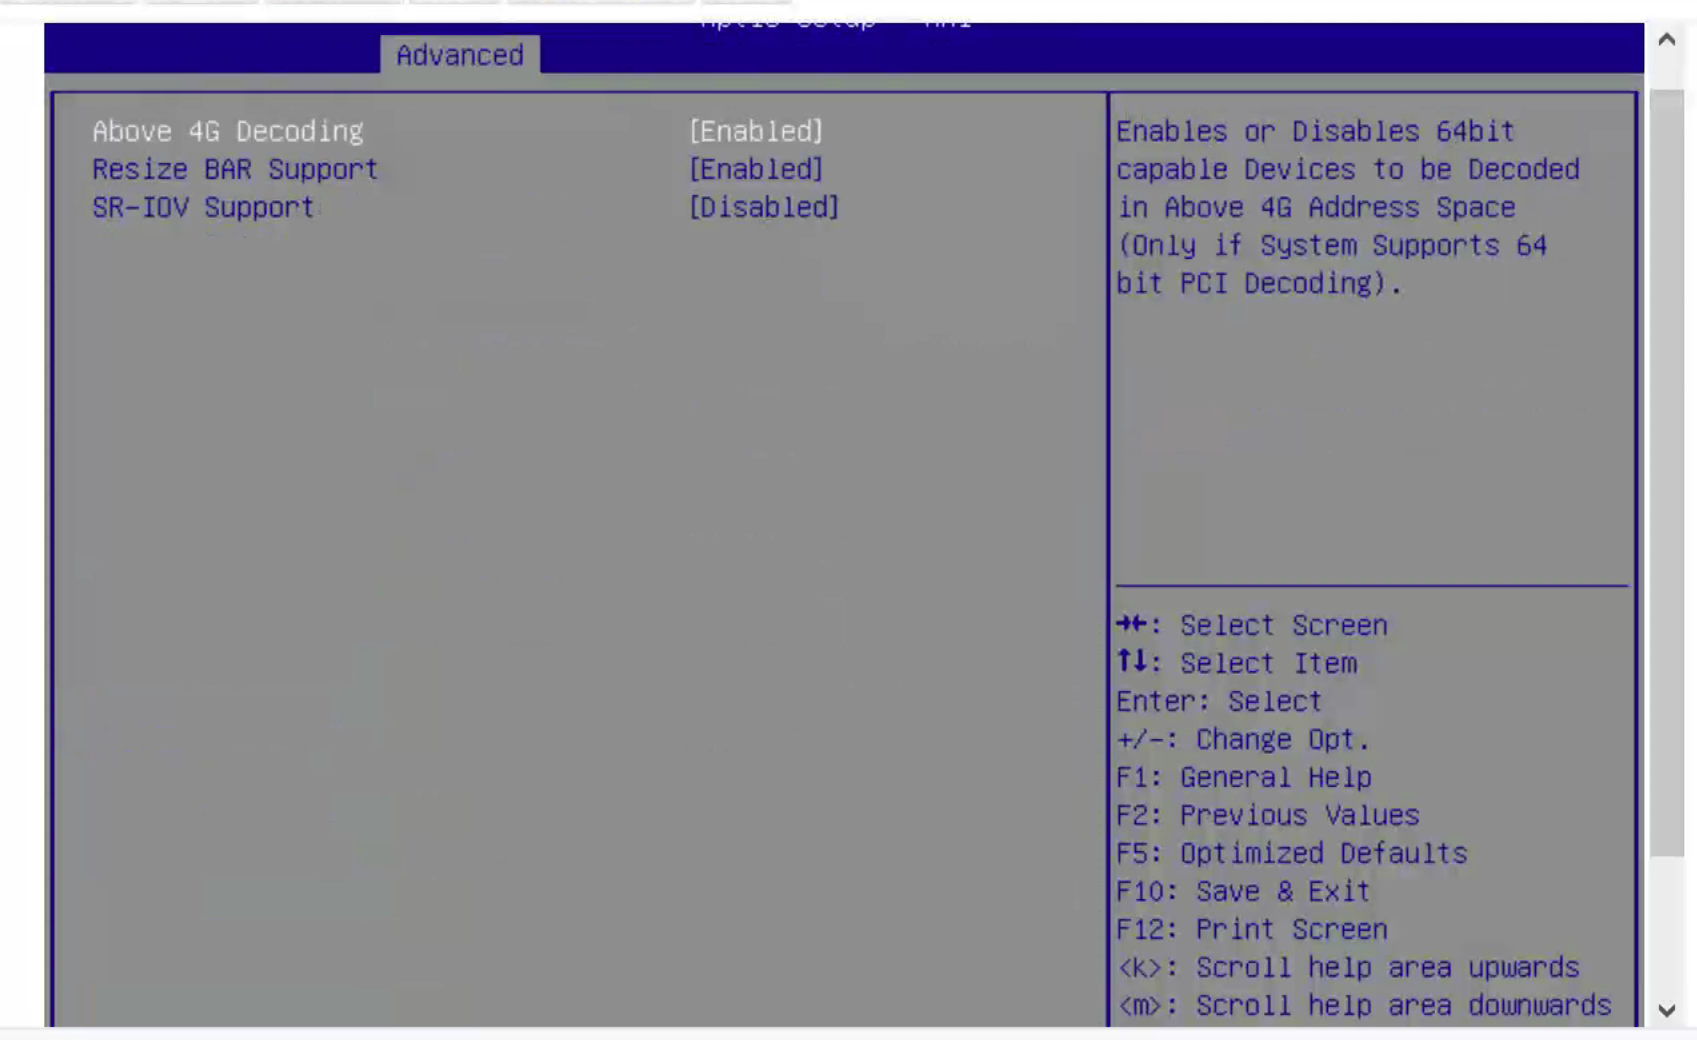 Advanced
Above 4G Decoding [Enabled]
Resize BAR Support [Enabled]
SR-IOV Support [Disabled]
Enables or Disables 64bit
capable Devices to be Decoded
in Above 4G Address Space
(Only if System Supports 64
bit PCI Decoding).
→←: Select Screen
↑↓: Select Item
Enter: Select
+/-: Change Opt.
F1: General Help
F2: Previous Values
F5: Optimized Defaults
F10: Save & Exit
F12: Print Screen
<k>: Scroll help area upwards
<m>: Scroll help area downwards